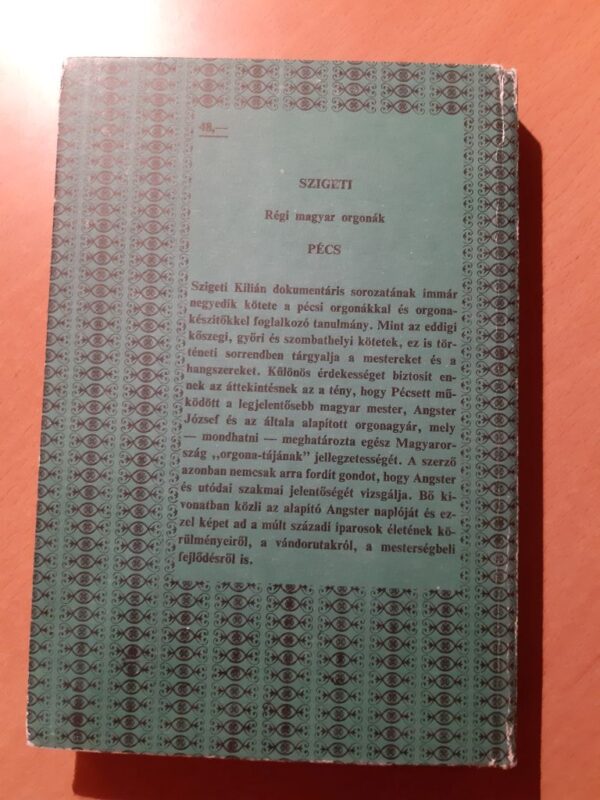 48,—
SZIGETI
Régi magyar orgonák
PÉCS
Szigeti Kilián dokumentáris sorozatának immár
negyedik kötete a pécsi orgonákkal és orgona-
készitőkkel foglalkozó tanulmány. Mint az eddigi
kőszegi, győri és szombathelyi kötetek, ez is tör-
téneti sorrendben tárgyalja a mestereket és a
hangszereket. Különös érdekességet biztosit en-
nek az áttekintésnek az a tény, hogy Pécsett mű-
ködött a legjelentősebb magyar mester, Angster
József és az általa alapított orgonagyár, mely
— mondhatni — meghatározta egész Magyaror-
szág „orgona-tájának” jellegzetességét. A szerző
azonban nemcsak arra fordit gondot, hogy Angster
és utódai szakmai jelentőségét vizsgálja. Bő ki-
vonatban közli az alapító Angster naplóját és ez-
zel képet ad a múlt századi iparosok életének kö-
rülményeiről, a vándorutakról, a mesterségbeli
fejlődésről is.